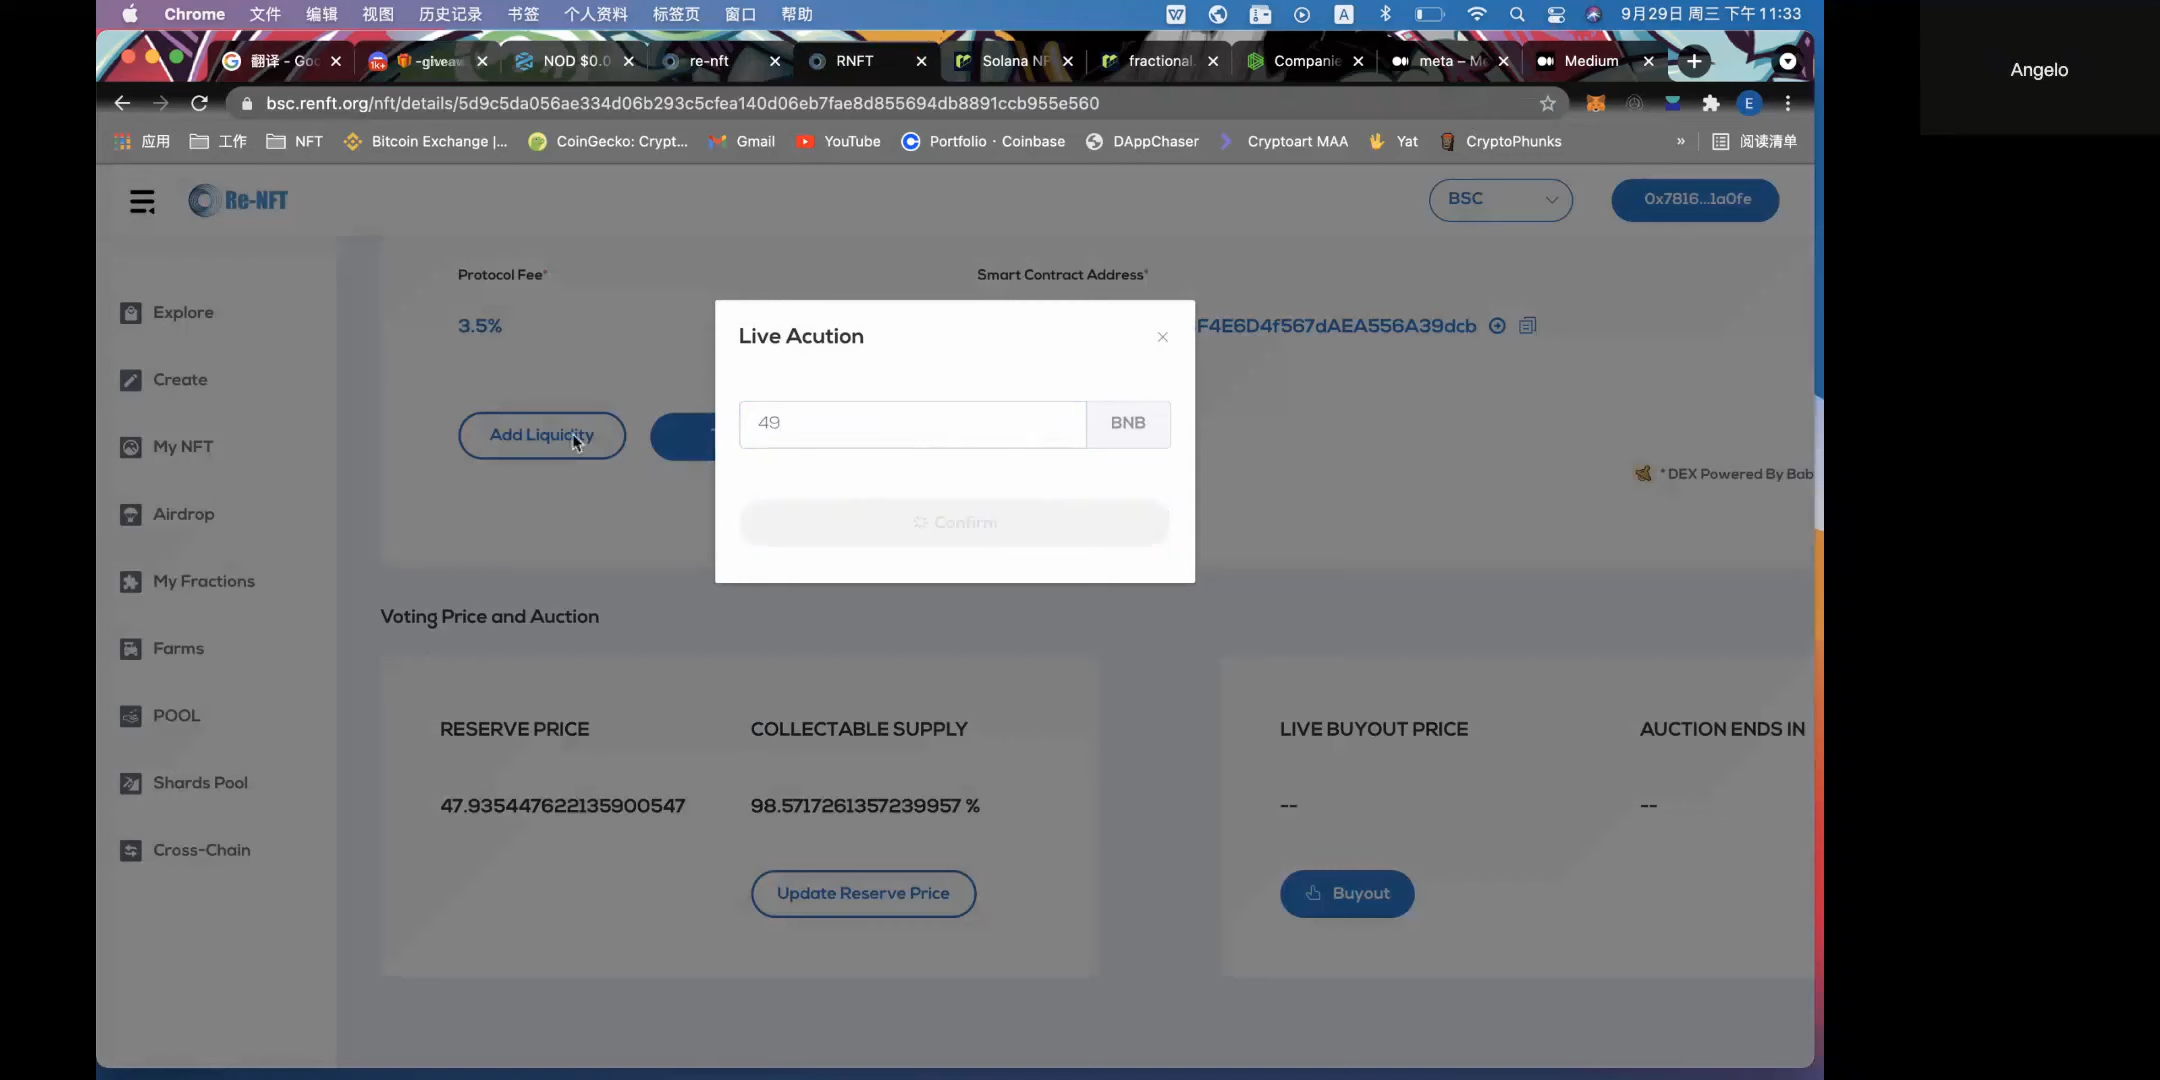 Chrome 文件 编辑 视图 历史记录 书签 个人资料 标签页 窗口 帮助 9月29日 周三 下午11:33
翻译 - Goo -giveaw NOD $0.0 re-nft RNFT Solana NF fractional. Companie meta – Me Medium
Angelo
bsc.renft.org/nft/details/5d9c5da056ae334d06b293c5cfea140d06eb7fae8d855694db8891ccb955e560 E
应用 工作 NFT Bitcoin Exchange |... CoinGecko: Crypt... Gmail YouTube Portfolio · Coinbase DAppChaser Cryptoart MAA Yat CryptoPhunks » 阅读清单
Re-NFT BSC 0x7816...1a0fe
Protocol Fee* Smart Contract Address*
Explore
3.5% F4E6D4f567dAEA556A39dcb
Live Acution
Create
49 BNB
Add Liquidity
My NFT
* DEX Powered By Bab
Airdrop
Confirm
My Fractions
Voting Price and Auction
Farms
POOL
RESERVE PRICE COLLECTABLE SUPPLY LIVE BUYOUT PRICE AUCTION ENDS IN
Shards Pool
47.935447622135900547 98.5717261357239957 % -- --
Cross-Chain
Update Reserve Price Buyout